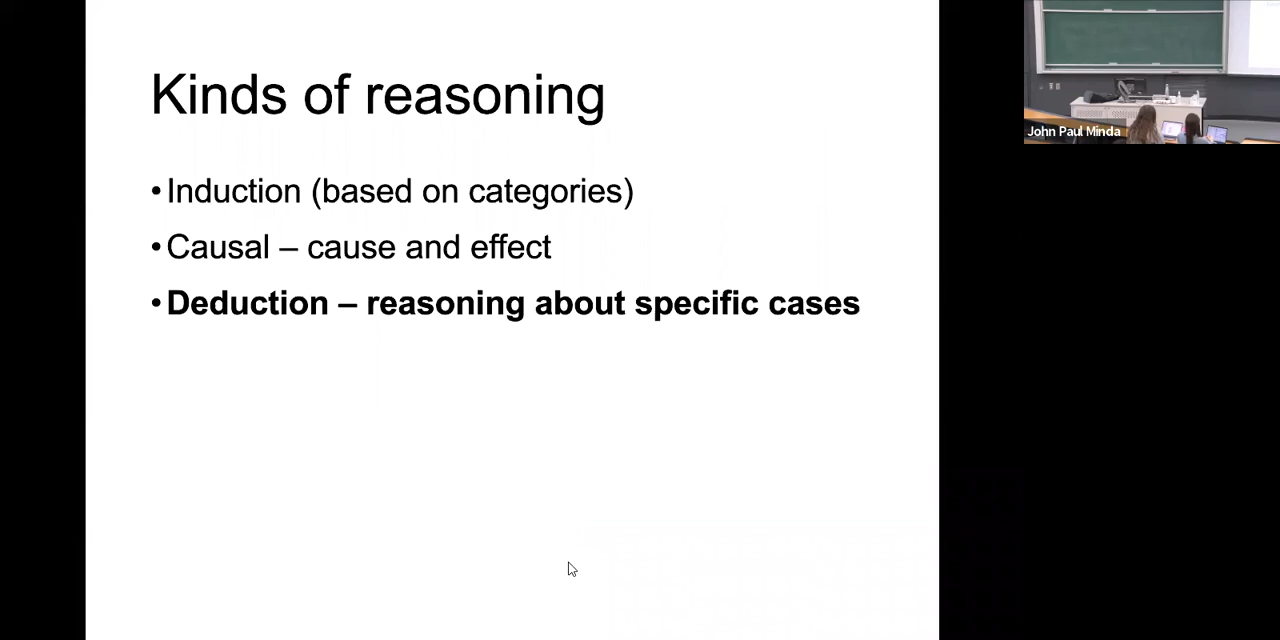 Kinds of reasoning
• Induction (based on categories)
• Causal – cause and effect
• Deduction – reasoning about specific cases
John Paul Minda